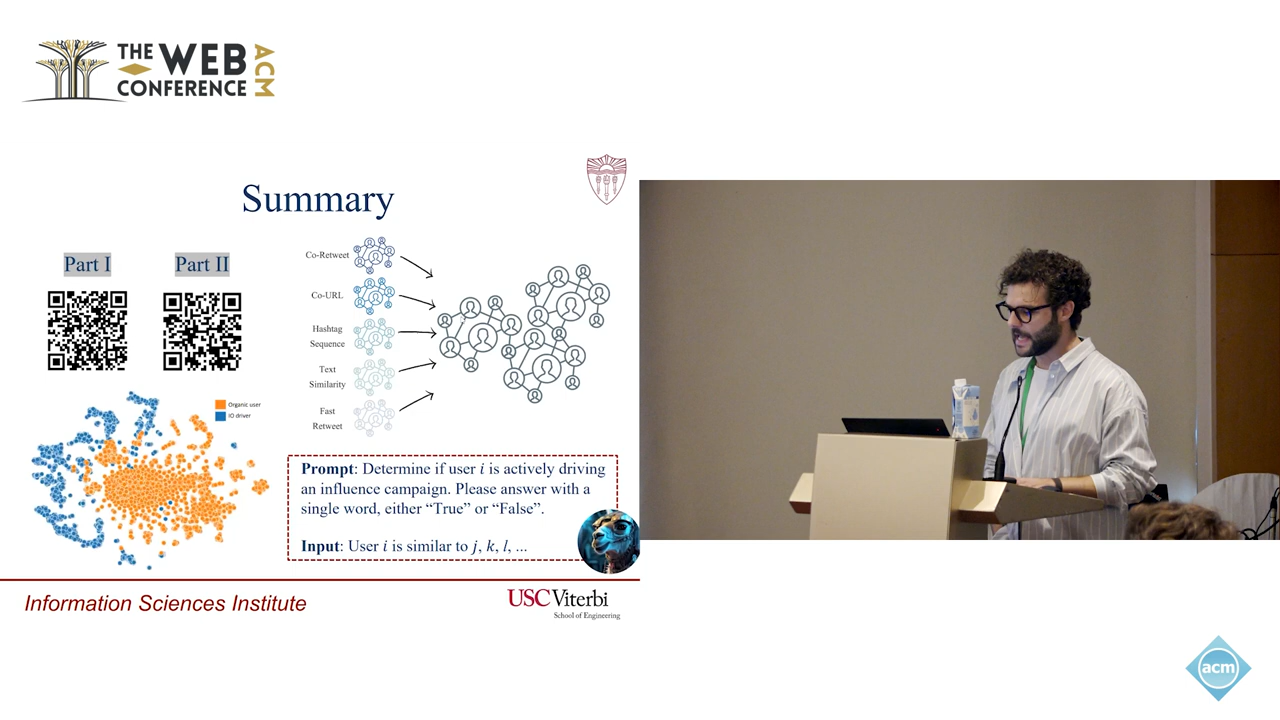 THE WEB
CONFERENCE
ACM
Summary
Part I
Part II
Co-Retweet
Co-URL
Hashtag
Sequence
Text
Similarity
Fast
Retweet
Organic user
IO driver
Prompt: Determine if user i is actively driving
an influence campaign. Please answer with a
single word, either “True” or “False”.
Input: User i is similar to j, k, l, ...
Information Sciences Institute
USC Viterbi
School of Engineering
acm